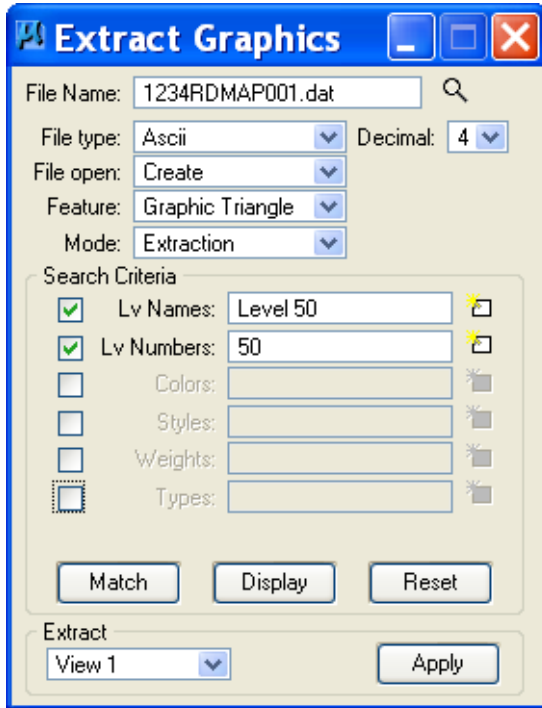 Extract Graphics
File Name: 1234RDMAP001.dat
File type: Ascii Decimal: 4
File open: Create
Feature: Graphic Triangle
Mode: Extraction
Search Criteria
Lv Names: Level 50
Lv Numbers: 50
Colors:
Styles:
Weights:
Types:
Match Display Reset
Extract
View 1 Apply